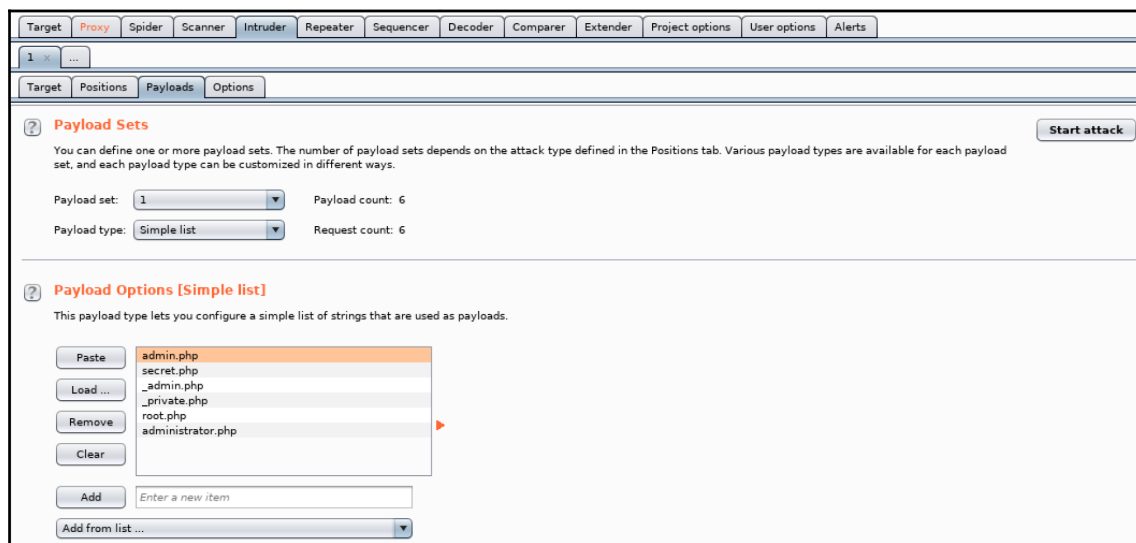 Target Proxy Spider Scanner Intruder Repeater Sequencer Decoder Comparer Extender Project options User options Alerts
1 × ...
Target Positions Payloads Options
? Payload Sets
Start attack
You can define one or more payload sets. The number of payload sets depends on the attack type defined in the Positions tab. Various payload types are available for each payload
set, and each payload type can be customized in different ways.
Payload set: 1 Payload count: 6
Payload type: Simple list Request count: 6
? Payload Options [Simple list]
This payload type lets you configure a simple list of strings that are used as payloads.
Paste
Load ...
Remove
Clear
admin.php
secret.php
_admin.php
_private.php
root.php
administrator.php
Add Enter a new item
Add from list ...